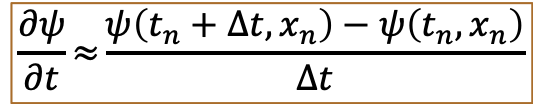 ∂ψ/∂t ≈ (ψ(tₙ + Δt, xₙ) − ψ(tₙ, xₙ))/Δt